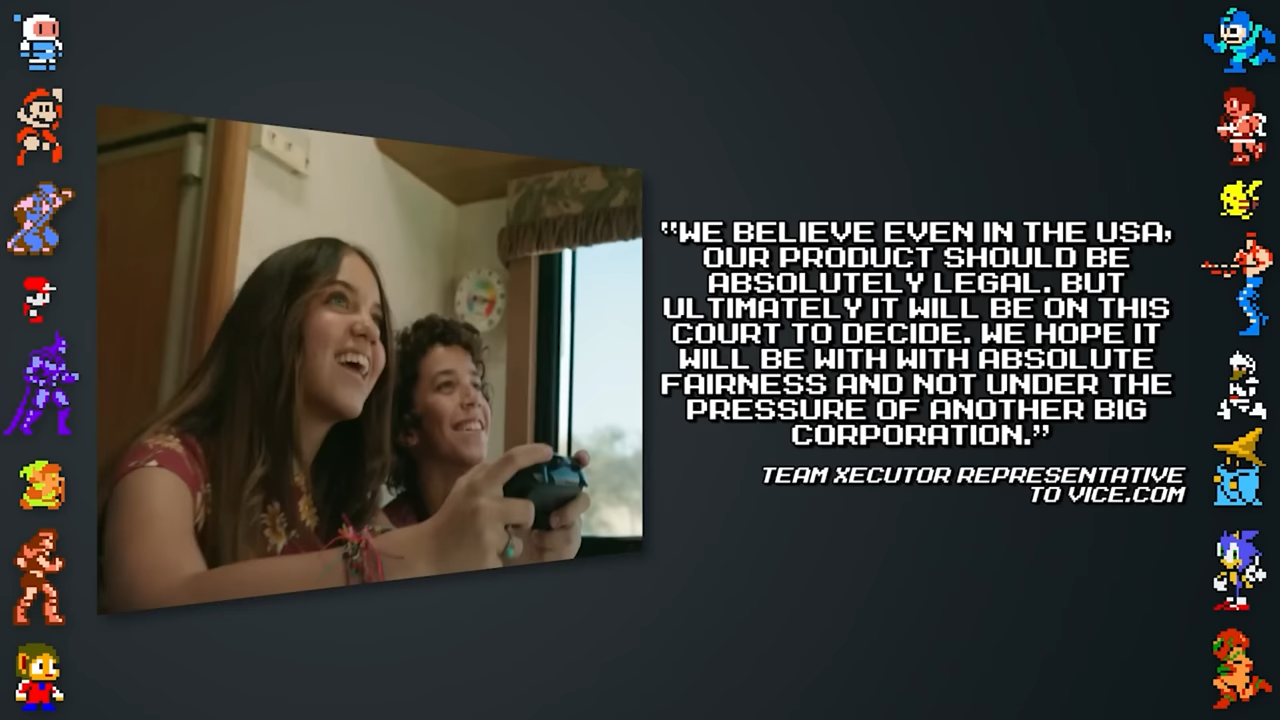 "WE BELIEVE EVEN IN THE USA,
OUR PRODUCT SHOULD BE
ABSOLUTELY LEGAL. BUT
ULTIMATELY IT WILL BE ON THIS
COURT TO DECIDE. WE HOPE IT
WILL BE WITH WITH ABSOLUTE
FAIRNESS AND NOT UNDER THE
PRESSURE OF ANOTHER BIG
CORPORATION."
TEAM XECUTOR REPRESENTATIVE
TO VICE.COM